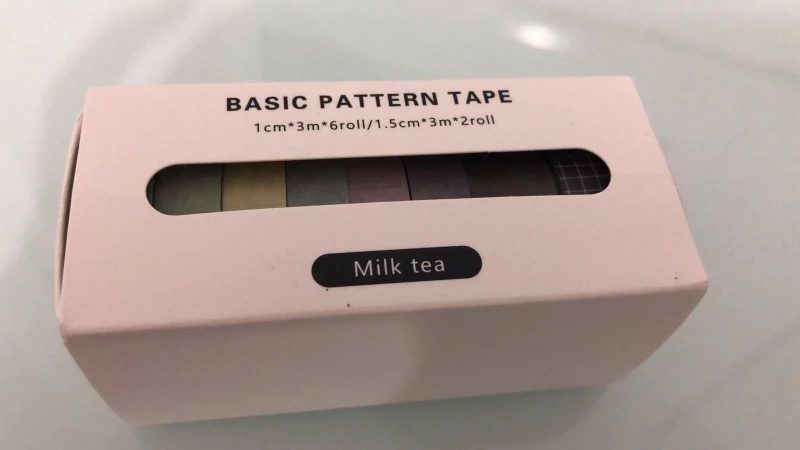 BASIC PATTERN TAPE
1cm*3m*6roll/1.5cm*3m*2roll
Milk tea